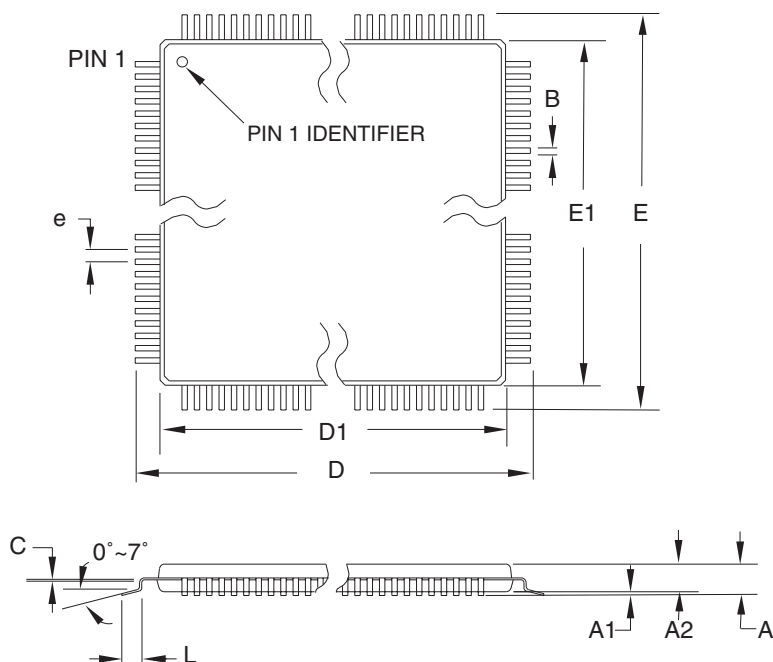 PIN 1
PIN 1 IDENTIFIER
B
e
E1
E
D1
D
C
0°~7°
L
A1
A2
A